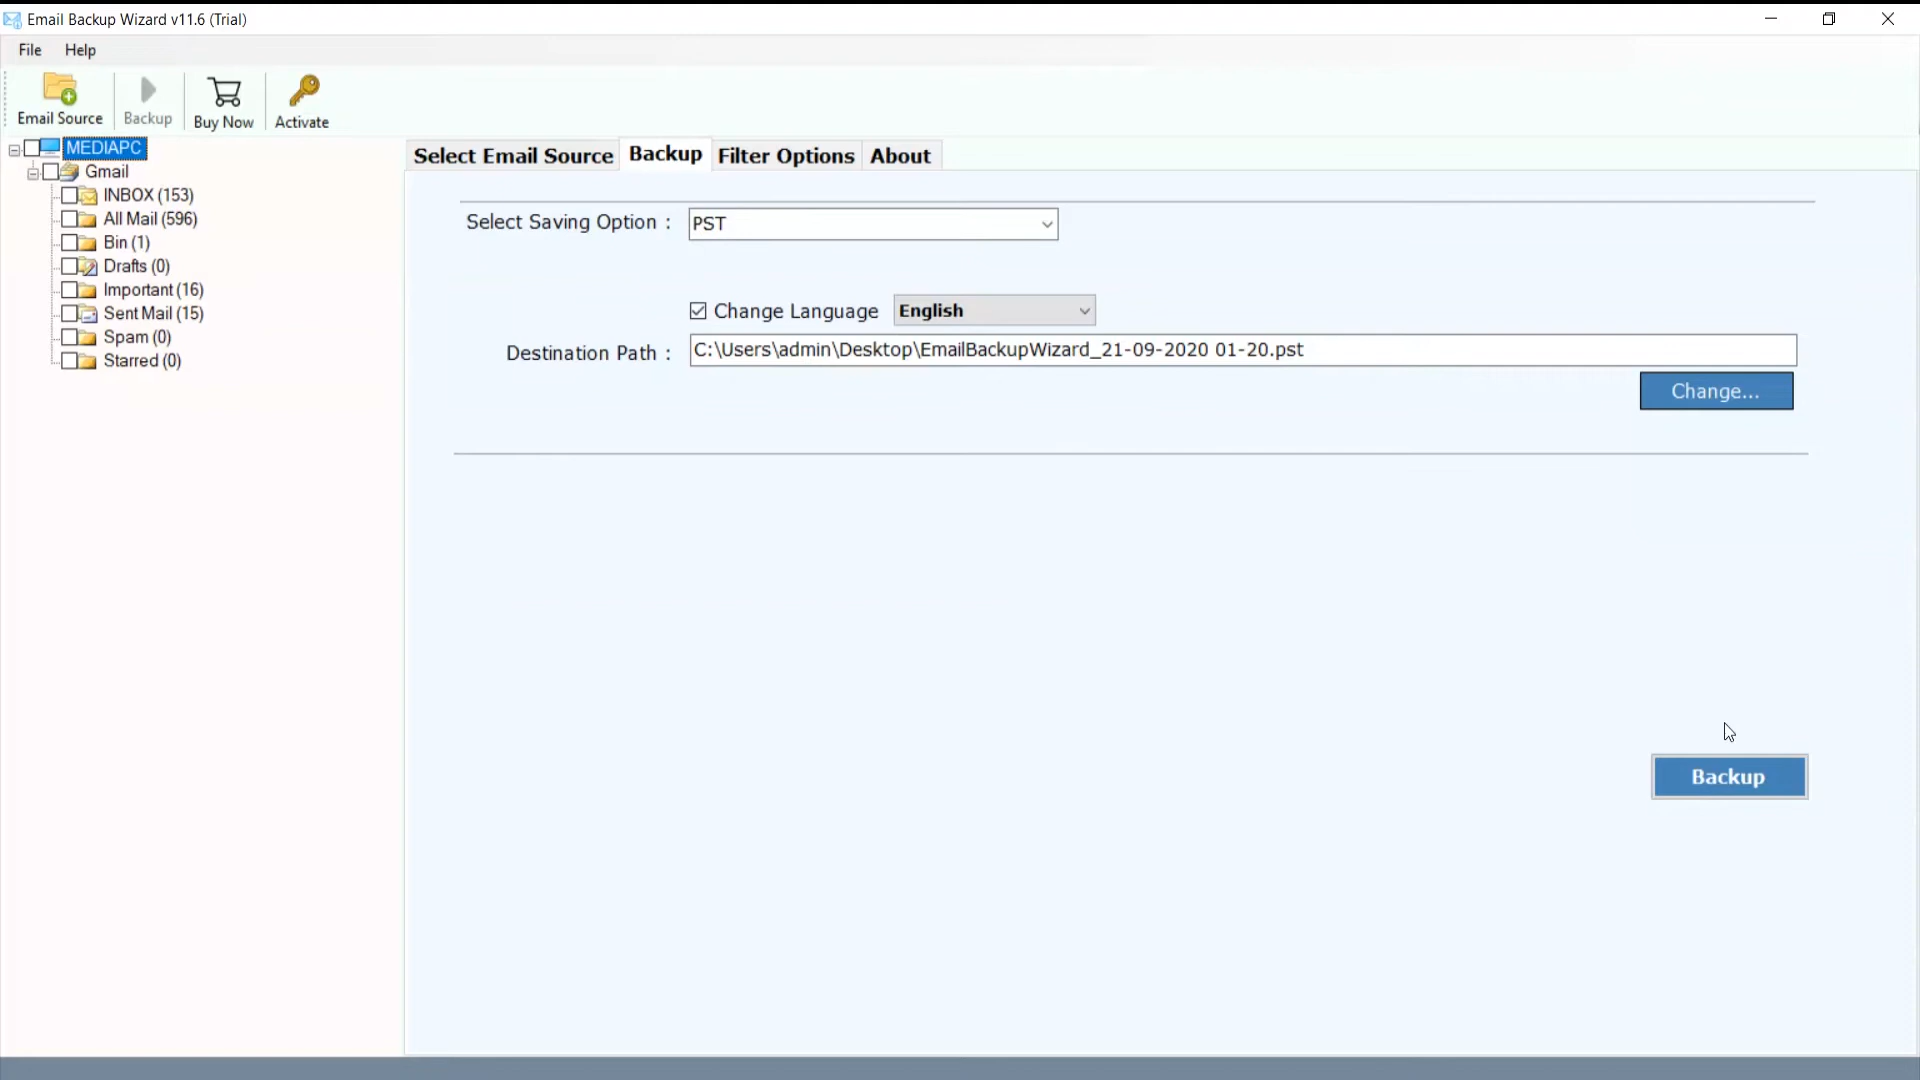 Email Backup Wizard v11.6 (Trial)
File Help
Email Source Backup Buy Now Activate
MEDIAPC
Gmail
INBOX (153)
All Mail (596)
Bin (1)
Drafts (0)
Important (16)
Sent Mail (15)
Spam (0)
Starred (0)
Select Email Source Backup Filter Options About
Select Saving Option : PST
Change Language English
Destination Path : C:\Users\admin\Desktop\EmailBackupWizard_21-09-2020 01-20.pst
Change...
Backup